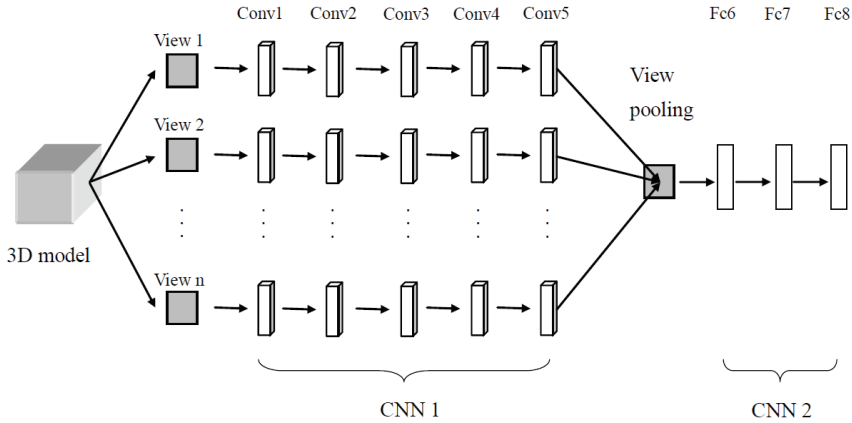 Conv1 Conv2 Conv3 Conv4 Conv5 Fc6 Fc7 Fc8
View 1
View
pooling
View 2
3D model
View n
CNN 1 CNN 2